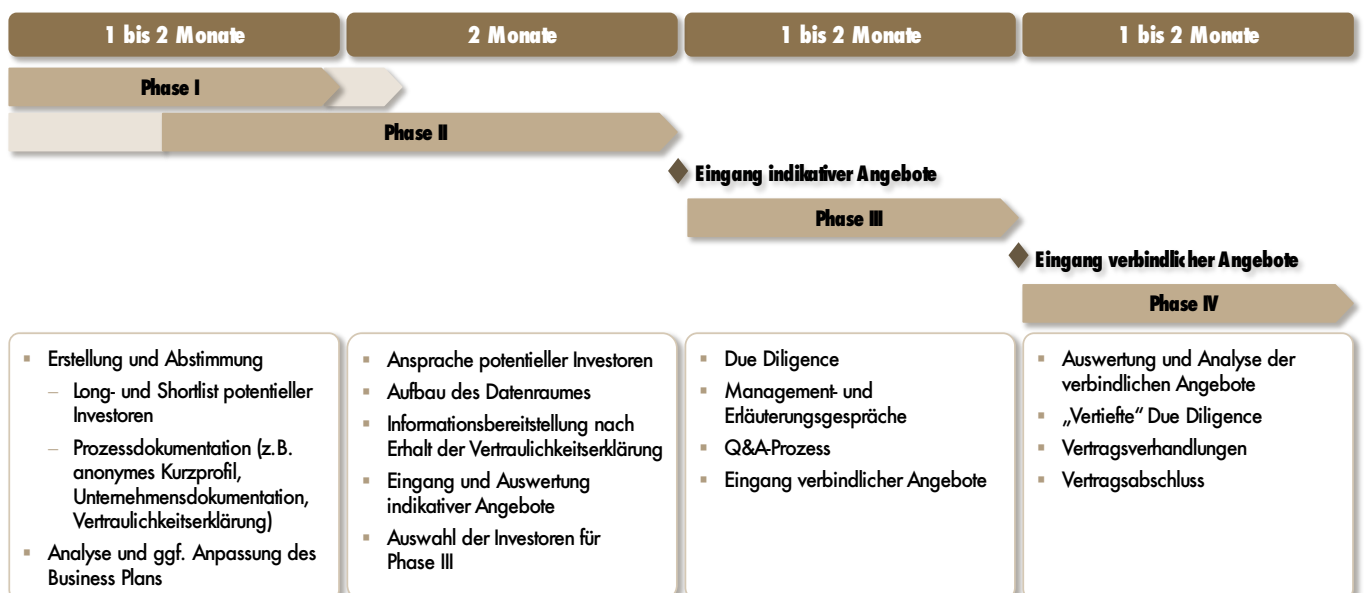 1 bis 2 Monate
2 Monate
1 bis 2 Monate
1 bis 2 Monate
Phase I
Phase II
Eingang indikativer Angebote
Phase III
Eingang verbindlicher Angebote
Phase IV
▪ Erstellung und Abstimmung
– Long- und Shortlist potentieller
Investoren
– Prozessdokumentation (z.B.
anonymes Kurzprofil,
Unternehmensdokumentation,
Vertraulichkeitserklärung)
▪ Analyse und ggf. Anpassung des
Business Plans
▪ Ansprache potentieller Investoren
▪ Aufbau des Datenraumes
▪ Informationsbereitstellung nach
Erhalt der Vertraulichkeitserklärung
▪ Eingang und Auswertung
indikativer Angebote
▪ Auswahl der Investoren für
Phase III
▪ Due Diligence
▪ Management- und
Erläuterungsgespräche
▪ Q&A-Prozess
▪ Eingang verbindlicher Angebote
▪ Auswertung und Analyse der
verbindlichen Angebote
▪ „Vertiefte“ Due Diligence
▪ Vertragsverhandlungen
▪ Vertragsabschluss